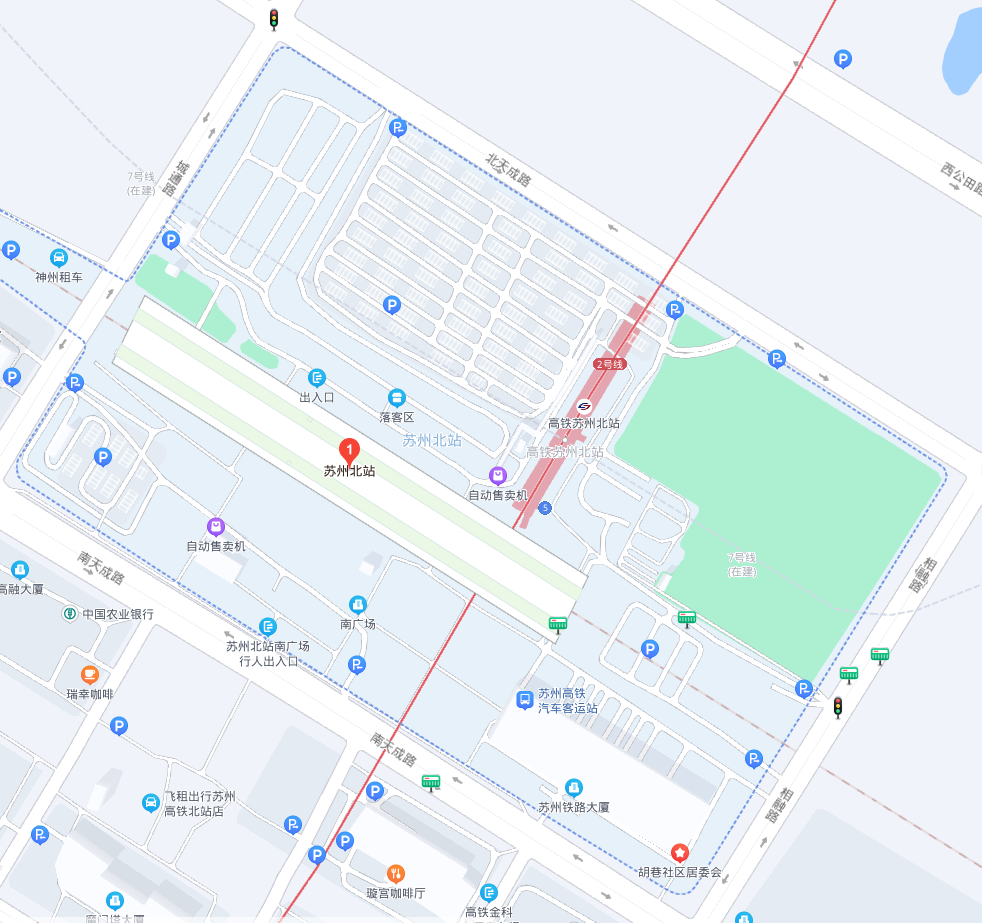 北天成路
西公田路
7号线
(在建)
城通路
神州租车
2号线
出入口
落客区
高铁苏州北站
苏州北站
高铁苏州北站
1
苏州北站
自动售卖机
5
自动售卖机
7号线
(在建)
相融路
南天成路
高融大厦
中国农业银行
南广场
苏州北站南广场
行人出入口
瑞幸咖啡
苏州高铁
汽车客运站
南天成路
飞租出行苏州
高铁北站店
苏州铁路大厦
相融路
胡巷社区居委会
璇宫咖啡厅
高铁金科